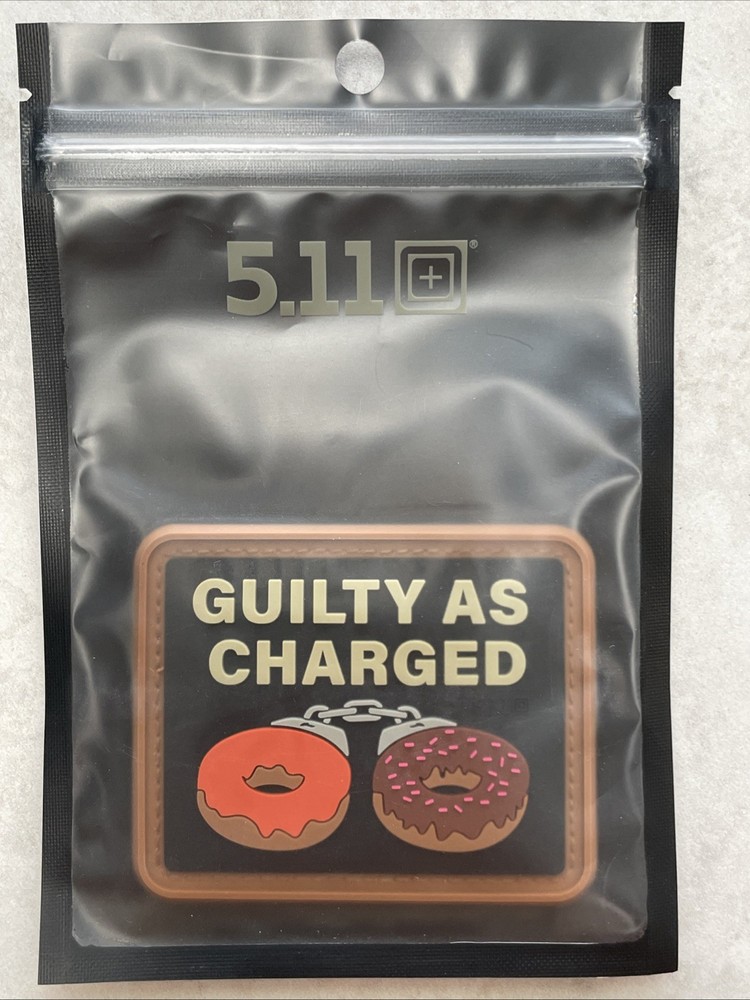 5.11®
GUILTY AS
CHARGED